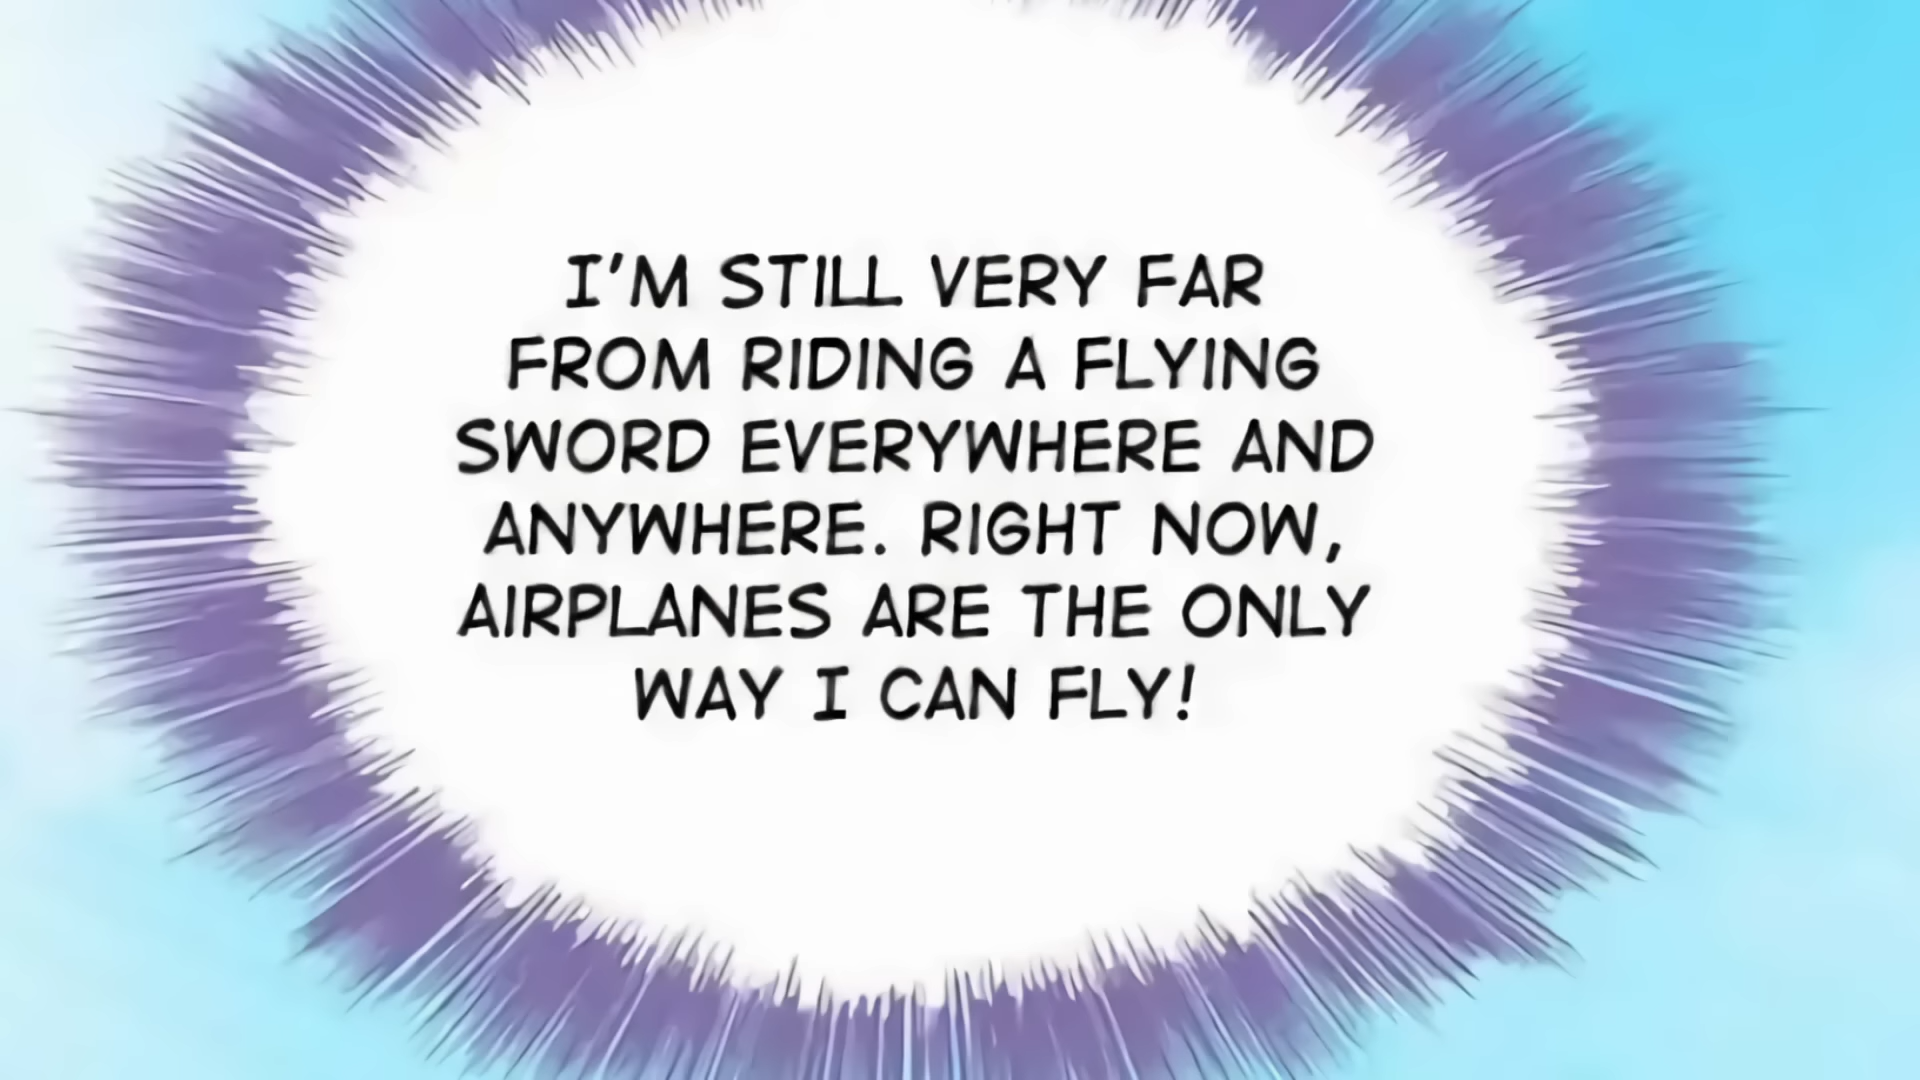 I'M STILL VERY FAR
FROM RIDING A FLYING
SWORD EVERYWHERE AND
ANYWHERE. RIGHT NOW,
AIRPLANES ARE THE ONLY
WAY I CAN FLY!